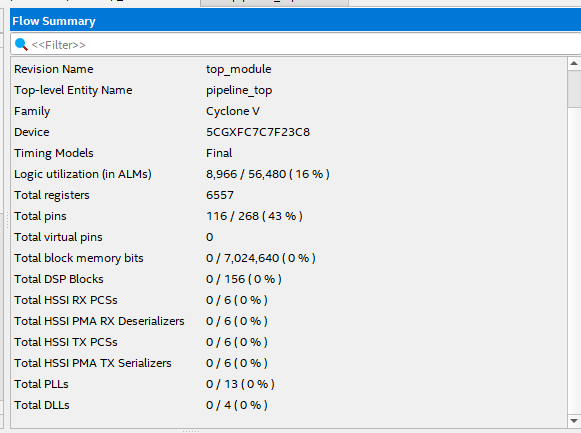 Flow Summary
<<Filter>>
Revision Name top_module
Top-level Entity Name pipeline_top
Family Cyclone V
Device 5CGXFC7C7F23C8
Timing Models Final
Logic utilization (in ALMs) 8,966 / 56,480 ( 16 % )
Total registers 6557
Total pins 116 / 268 ( 43 % )
Total virtual pins 0
Total block memory bits 0 / 7,024,640 ( 0 % )
Total DSP Blocks 0 / 156 ( 0 % )
Total HSSI RX PCSs 0 / 6 ( 0 % )
Total HSSI PMA RX Deserializers 0 / 6 ( 0 % )
Total HSSI TX PCSs 0 / 6 ( 0 % )
Total HSSI PMA TX Serializers 0 / 6 ( 0 % )
Total PLLs 0 / 13 ( 0 % )
Total DLLs 0 / 4 ( 0 % )